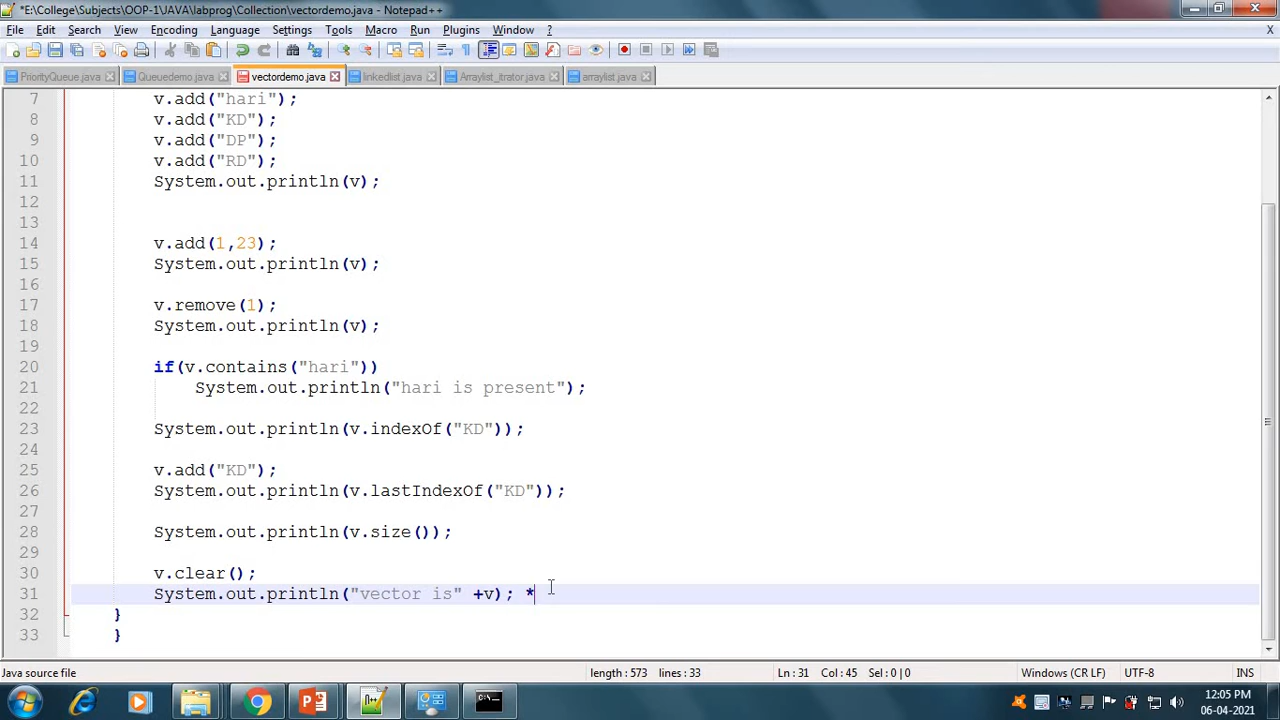 *E:\College\Subjects\OOP-1\JAVA\labprog\Collection\vectordemo.java - Notepad++
File Edit Search View Encoding Language Settings Tools Macro Run Plugins Window ? X
PriorityQueue.java Queuedemo.java vectordemo.java linkedlist.java Arraylist_itrator.java arraylist.java
7 v.add("hari");
8 v.add("KD");
9 v.add("DP");
10 v.add("RD");
11 System.out.println(v);
12
13
14 v.add(1,23);
15 System.out.println(v);
16
17 v.remove(1);
18 System.out.println(v);
19
20 if(v.contains("hari"))
21 System.out.println("hari is present");
22
23 System.out.println(v.indexOf("KD"));
24
25 v.add("KD");
26 System.out.println(v.lastIndexOf("KD"));
27
28 System.out.println(v.size());
29
30 v.clear();
31 System.out.println("vector is" +v); *
32 }
33 }
Java source file length : 573 lines : 33 Ln : 31 Col : 45 Sel : 0 | 0 Windows (CR LF) UTF-8 INS
12:05 PM
06-04-2021